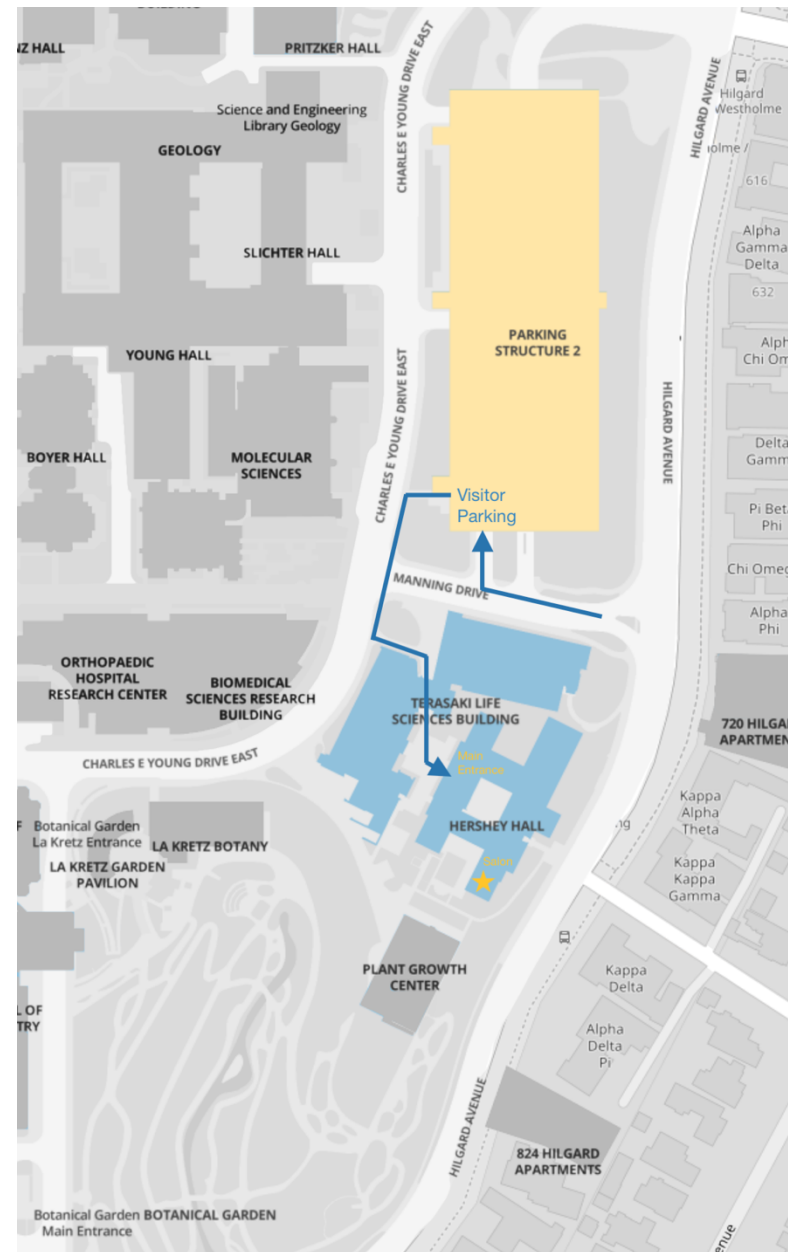 BUILDING
NZ HALL
PRITZKER HALL
CHARLES E YOUNG DRIVE EAST
HILGARD AVENUE
Hilgard
Westholme
holme /
Science and Engineering
Library Geology
GEOLOGY
616
SLICHTER HALL
Alpha
Gamma
Delta
632
PARKING
STRUCTURE 2
YOUNG HALL
Alph
Chi Om
CHARLES E YOUNG DRIVE EAST
HILGARD AVENUE
BOYER HALL
MOLECULAR
SCIENCES
Delta
Gamm
Visitor
Parking
Pi Bet
Phi
Chi Omeg
MANNING DRIVE
Alpha
Phi
ORTHOPAEDIC
HOSPITAL
RESEARCH CENTER
BIOMEDICAL
SCIENCES RESEARCH
BUILDING
TERASAKI LIFE
SCIENCES BUILDING
720 HILGA
APARTMEN
CHARLES E YOUNG DRIVE EAST
Main
Entrance
Kappa
Alpha
Theta
F
Botanical Garden
La Kretz Entrance
LA KRETZ BOTANY
HERSHEY HALL
ng
LA KRETZ GARDEN
PAVILION
Salon
Kappa
Kappa
Gamma
PLANT GROWTH
CENTER
Kappa
Delta
L OF
TRY
Alpha
Delta
Pi
HILGARD AVENUE
824 HILGARD
APARTMENTS
Botanical Garden
Main Entrance
BOTANICAL GARDEN
enue